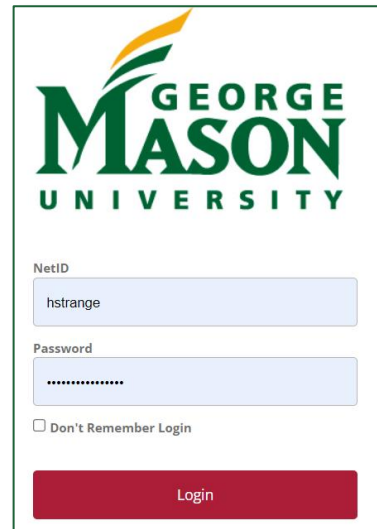 GEORGE
MASON
UNIVERSITY
NetID
hstrange
Password
••••••••••••••••
Don't Remember Login
Login